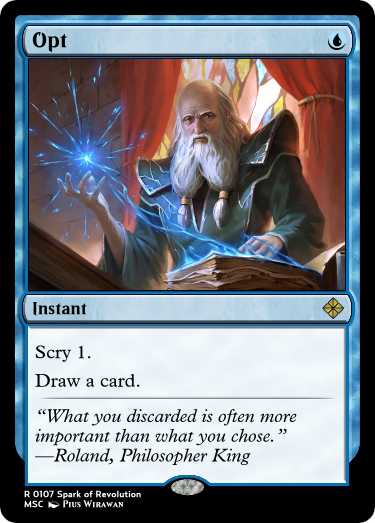 Opt
Instant
Scry 1.
Draw a card.
“What you discarded is often more
important than what you chose.”
—Roland, Philosopher King
R 0107 Spark of Revolution
MSC Pius Wirawan